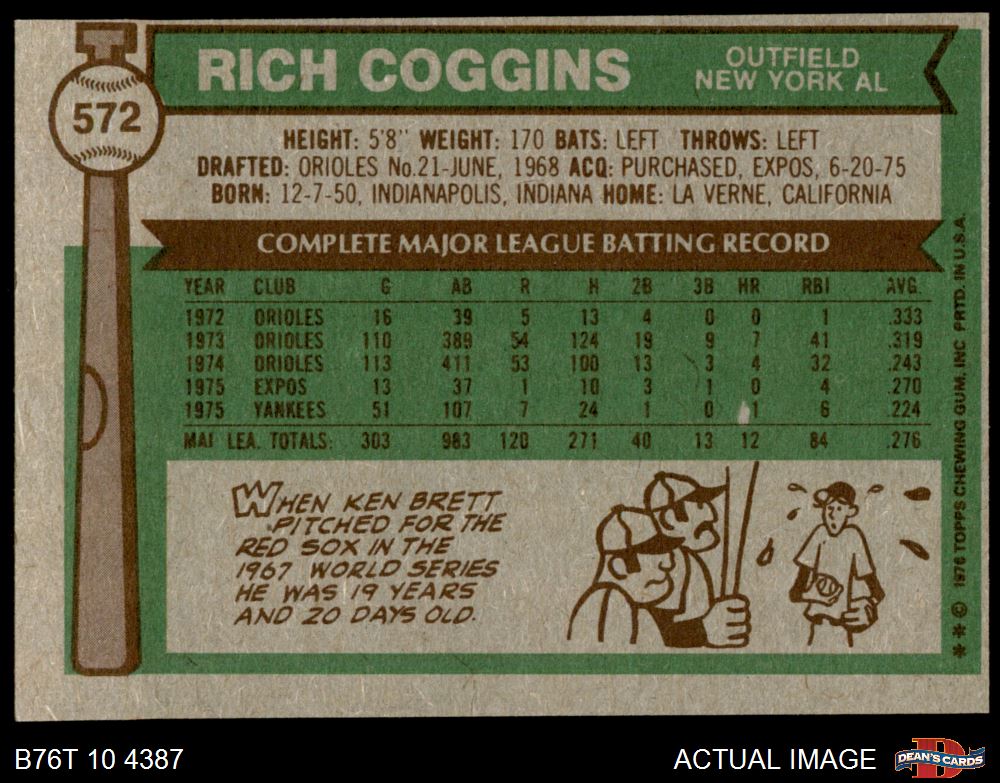 572
RICH COGGINS
OUTFIELD
NEW YORK AL
HEIGHT: 5'8" WEIGHT: 170 BATS: LEFT THROWS: LEFT
DRAFTED: ORIOLES No.21-JUNE, 1968 ACQ: PURCHASED, EXPOS, 6-20-75
BORN: 12-7-50, INDIANAPOLIS, INDIANA HOME: LA VERNE, CALIFORNIA
COMPLETE MAJOR LEAGUE BATTING RECORD
YEAR CLUB G AB R H 2B 3B HR RBI AVG.
1972 ORIOLES 16 39 5 13 4 0 0 1 .333
1973 ORIOLES 110 389 54 124 19 9 7 41 .319
1974 ORIOLES 113 411 53 100 13 3 4 32 .243
1975 EXPOS 13 37 1 10 3 1 0 4 .270
1975 YANKEES 51 107 7 24 1 0 1 6 .224
MAJ. LEA. TOTALS: 303 983 120 271 40 13 12 84 .276
WHEN KEN BRETT
PITCHED FOR THE
RED SOX IN THE
1967 WORLD SERIES
HE WAS 19 YEARS
AND 20 DAYS OLD.
** © 1976 TOPPS CHEWING GUM, INC PRTD. IN U.S.A.
B76T 10 4387
ACTUAL IMAGE
D
DEAN'S CARDS